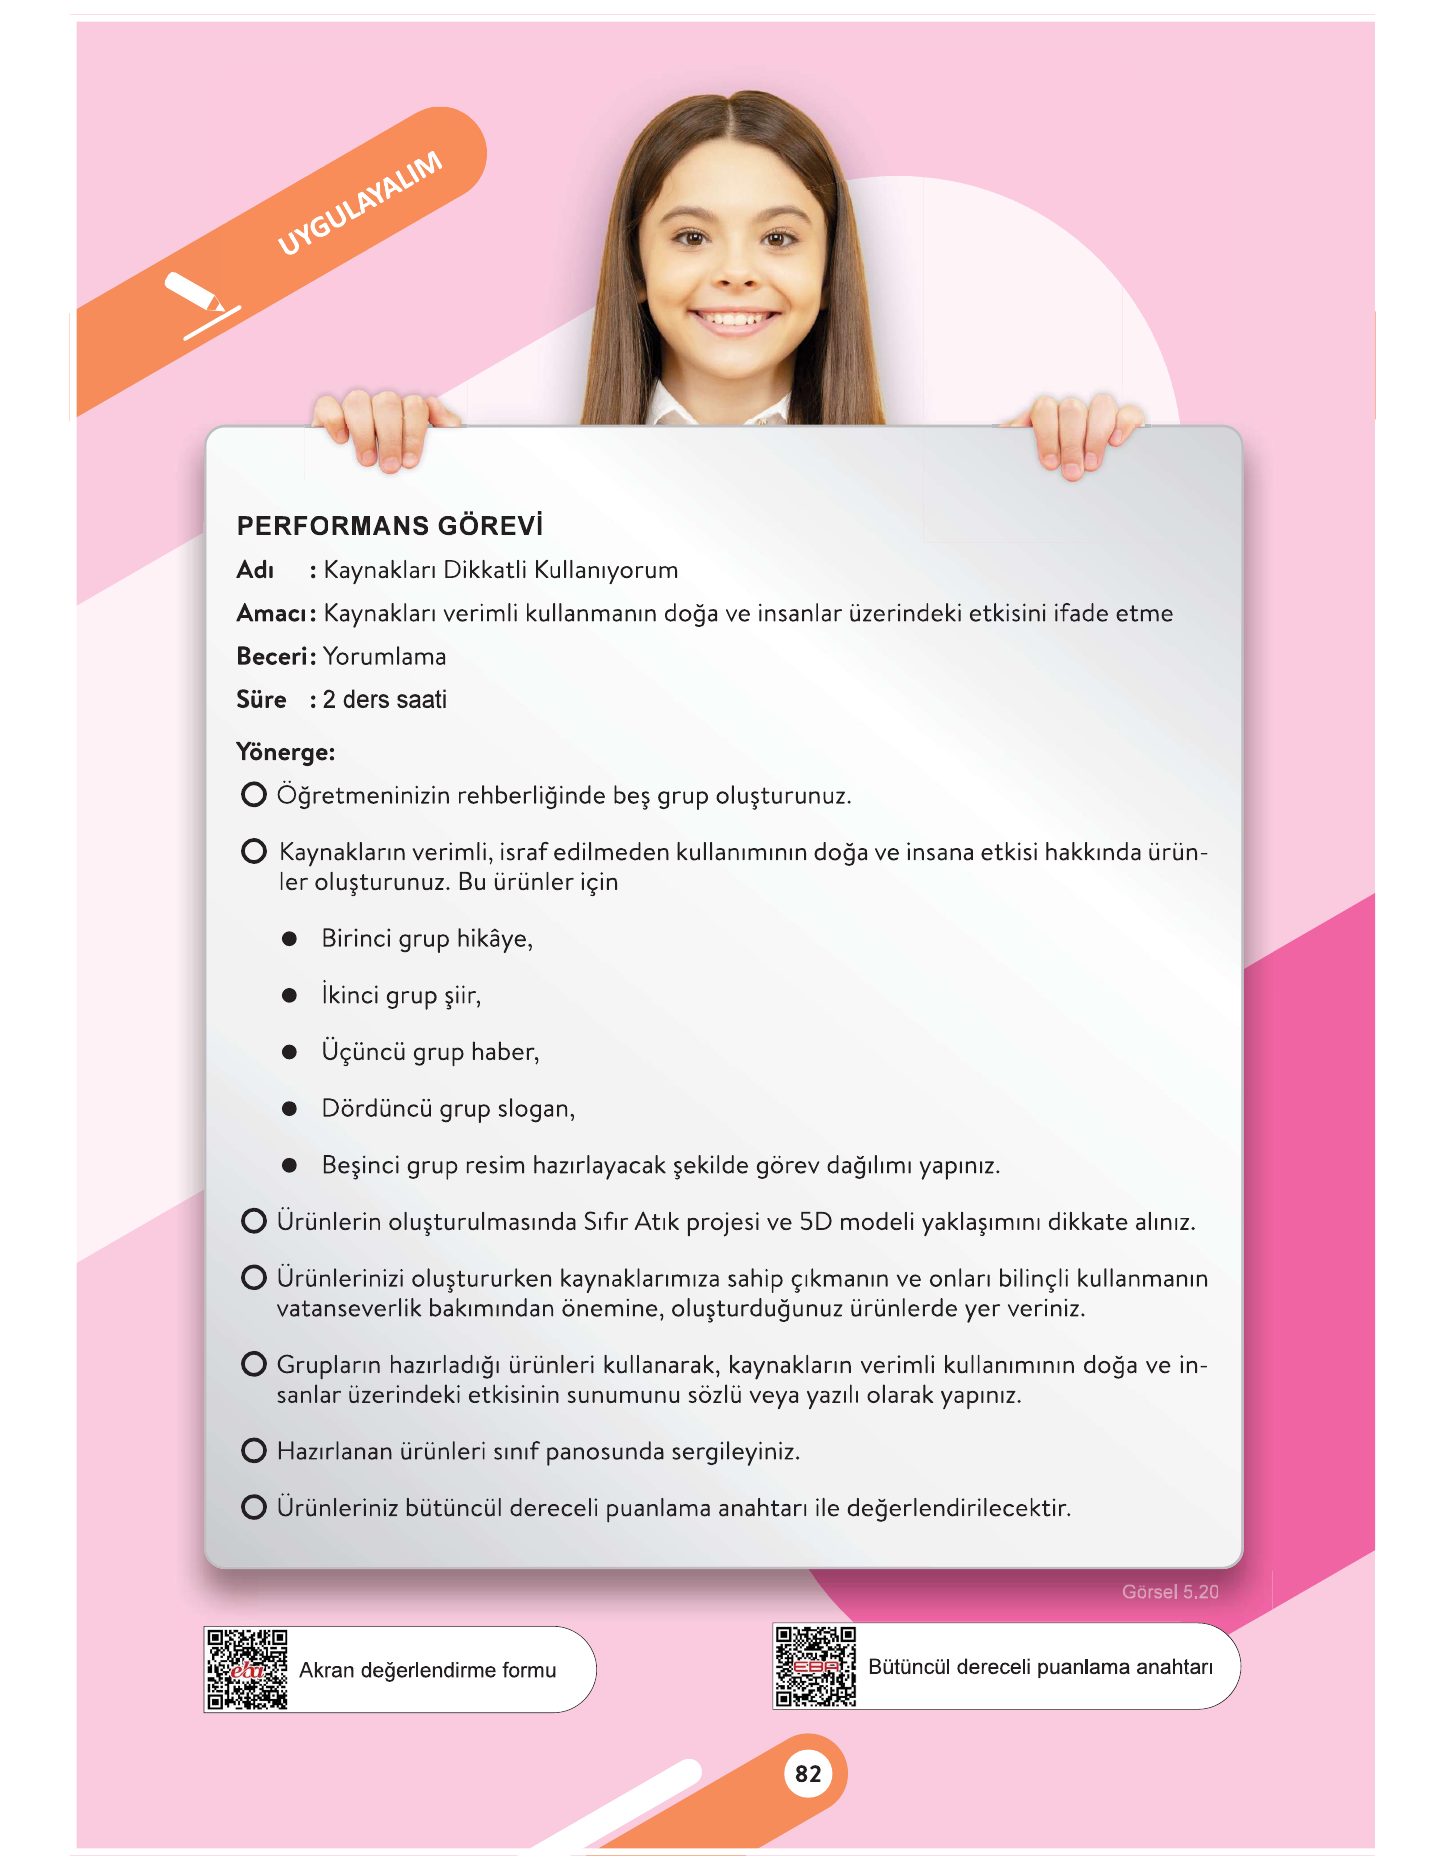 UYGULAYALIM
PERFORMANS GÖREVİ
Adı : Kaynakları Dikkatli Kullanıyorum
Amacı : Kaynakları verimli kullanmanın doğa ve insanlar üzerindeki etkisini ifade etme
Beceri : Yorumlama
Süre : 2 ders saati
Yönerge:
Öğretmeninizin rehberliğinde beş grup oluşturunuz.
Kaynakların verimli, israf edilmeden kullanımının doğa ve insana etkisi hakkında ürün-
ler oluşturunuz. Bu ürünler için
● Birinci grup hikâye,
● İkinci grup şiir,
● Üçüncü grup haber,
● Dördüncü grup slogan,
● Beşinci grup resim hazırlayacak şekilde görev dağılımı yapınız.
Ürünlerin oluşturulmasında Sıfır Atık projesi ve 5D modeli yaklaşımını dikkate alınız.
Ürünlerinizi oluştururken kaynaklarımıza sahip çıkmanın ve onları bilinçli kullanmanın
vatanseverlik bakımından önemine, oluşturduğunuz ürünlerde yer veriniz.
Grupların hazırladığı ürünleri kullanarak, kaynakların verimli kullanımının doğa ve in-
sanlar üzerindeki etkisinin sunumunu sözlü veya yazılı olarak yapınız.
Hazırlanan ürünleri sınıf panosunda sergileyiniz.
Ürünleriniz bütüncül dereceli puanlama anahtarı ile değerlendirilecektir.
Görsel 5.20
eba
Akran değerlendirme formu
EBA
Bütüncül dereceli puanlama anahtarı
82